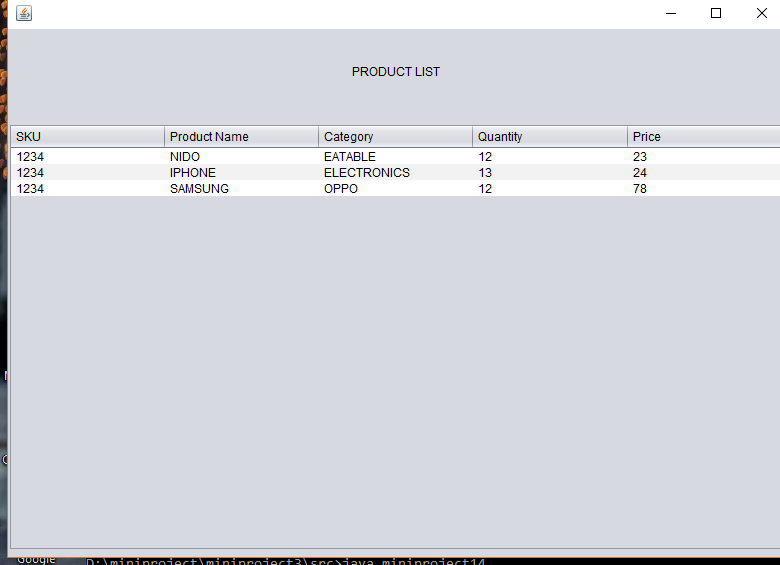 PRODUCT LIST
SKU Product Name Category Quantity Price
1234 NIDO EATABLE 12 23
1234 IPHONE ELECTRONICS 13 24
1234 SAMSUNG OPPO 12 78
Google D:\miniproject\miniproject3\src>java miniproject14